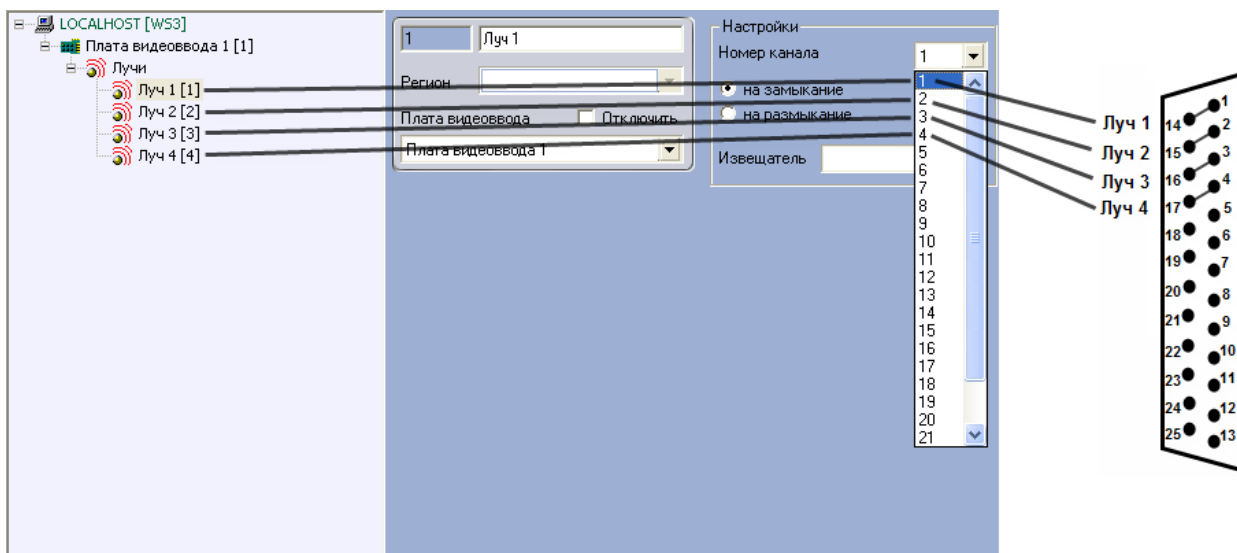 LOCALHOST [WS3]
Плата видеоввода 1 [1]
Лучи
Луч 1 [1]
Луч 2 [2]
Луч 3 [3]
Луч 4 [4]
1
Луч 1
Регион
Плата видеоввода
Отключить
Плата видеоввода 1
Настройки
Номер канала
1
на замыкание
на размыкание
Извещатель
1
2
3
4
5
6
7
8
9
10
11
12
13
14
15
16
17
18
19
20
21
Луч 1
Луч 2
Луч 3
Луч 4
1
14
2
15
3
16
4
17
5
18
6
19
7
20
8
21
9
22
10
23
11
24
12
25
13